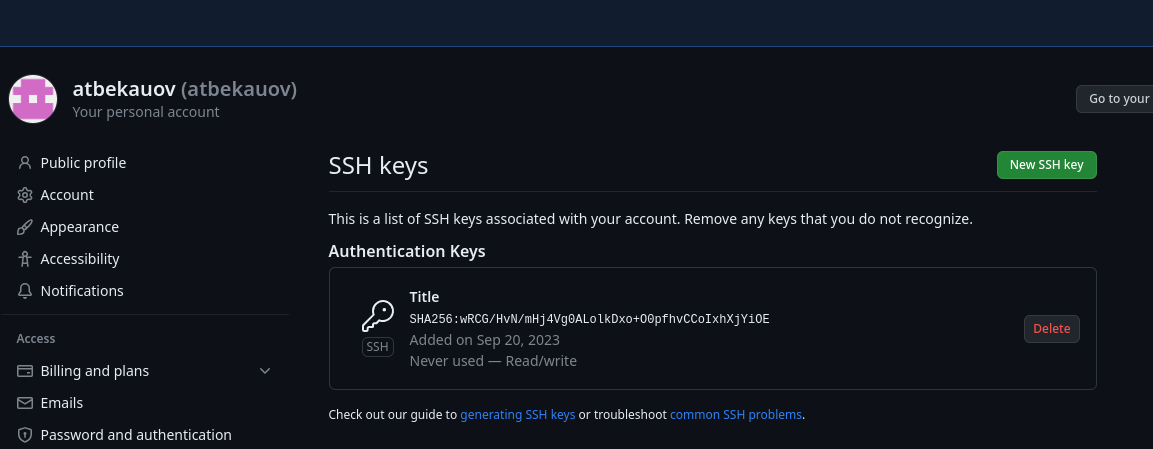 atbekauov (atbekauov)
Your personal account
Go to your
Public profile
Account
Appearance
Accessibility
Notifications
Access
Billing and plans
Emails
Password and authentication
SSH keys
New SSH key
This is a list of SSH keys associated with your account. Remove any keys that you do not recognize.
Authentication Keys
Title
SHA256:wRCG/HvN/mHj4Vg0ALolkDxo+O0pfhvCCoIxhXjYiOE
Added on Sep 20, 2023
Never used — Read/write
SSH
Delete
Check out our guide to generating SSH keys or troubleshoot common SSH problems.